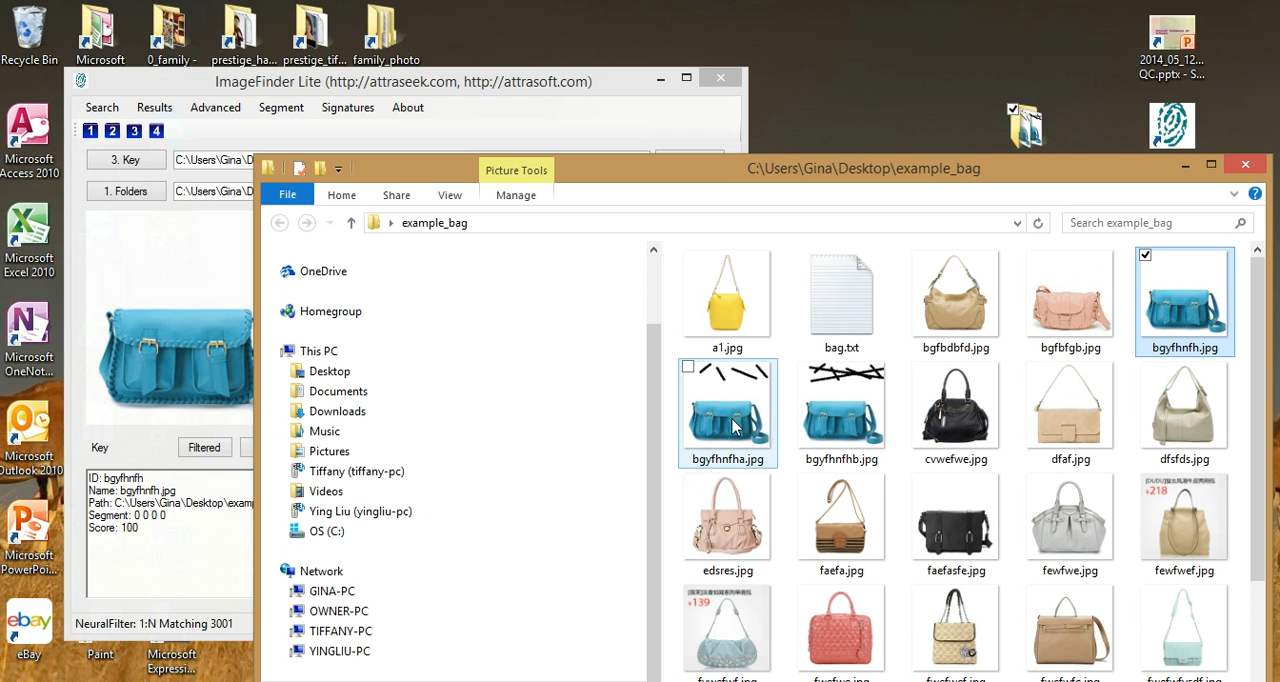 Recycle Bin
Microsoft
0_family -
prestige_ha...
prestige_tif...
family_photo
2014_05_12...
QC.pptx - S...
ImageFinder Lite (http://attraseek.com, http://attrasoft.com)
Search Results Advanced Segment Signatures About
1 2 3 4
3. Key C:\Users\Gina\D
1. Folders C:\Users\Gina\D
Microsoft
Access 2010
Microsoft
Excel 2010
Microsoft
OneNot...
Microsoft
Outlook 2010
Microsoft
PowerPoi...
ebay
eBay
Paint
Microsoft
Expressi...
Key Filtered
ID: bgyfhnfh
Name: bgyfhnfh.jpg
Path: C:\Users\Gina\Desktop\examp
Segment: 0 0 0 0
Score: 100
NeuralFilter: 1:N Matching 3001
Picture Tools
C:\Users\Gina\Desktop\example_bag
File Home Share View Manage
example_bag
Search example_bag
OneDrive
Homegroup
This PC
Desktop
Documents
Downloads
Music
Pictures
Tiffany (tiffany-pc)
Videos
Ying Liu (yingliu-pc)
OS (C:)
Network
GINA-PC
OWNER-PC
TIFFANY-PC
YINGLIU-PC
a1.jpg
bag.txt
bgfbdbfd.jpg
bgfbfgb.jpg
bgyfhnfh.jpg
bgyfhnfha.jpg
bgyfhnfhb.jpg
cvwefwe.jpg
dfaf.jpg
dfsfds.jpg
¥218
edsres.jpg
faefa.jpg
faefasfe.jpg
fewfwe.jpg
fewfwef.jpg
¥139